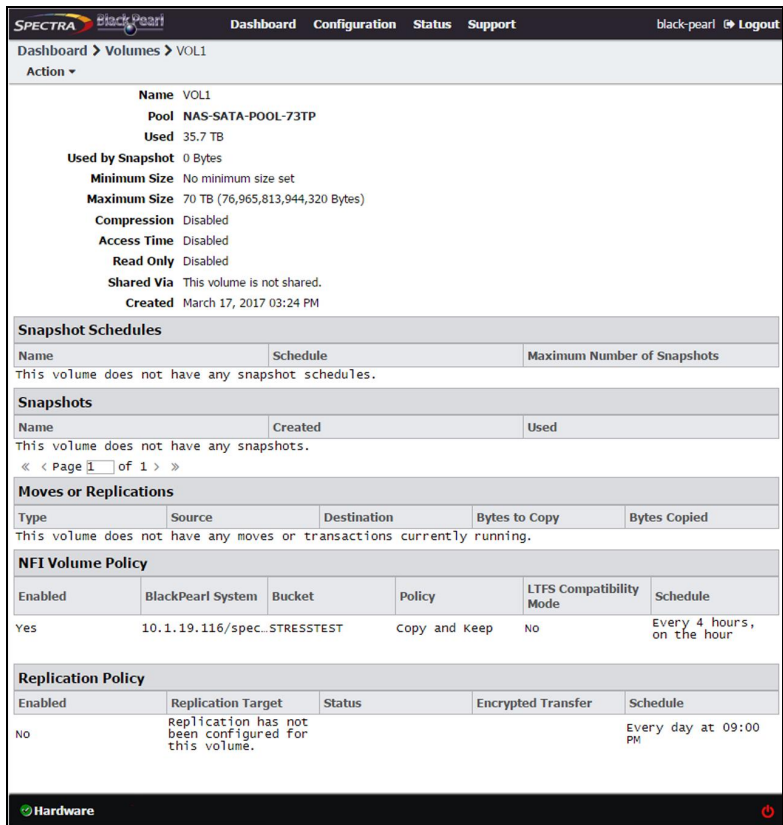 SPECTRA BlackPearl Dashboard Configuration Status Support black-pearl Logout
Dashboard > Volumes > VOL1
Action
Name VOL1
Pool NAS-SATA-POOL-73TP
Used 35.7 TB
Used by Snapshot 0 Bytes
Minimum Size No minimum size set
Maximum Size 70 TB (76,965,813,944,320 Bytes)
Compression Disabled
Access Time Disabled
Read Only Disabled
Shared Via This volume is not shared.
Created March 17, 2017 03:24 PM
Snapshot Schedules
Name Schedule Maximum Number of Snapshots
This volume does not have any snapshot schedules.
Snapshots
Name Created Used
This volume does not have any snapshots.
« < Page 1 of 1 > »
Moves or Replications
Type Source Destination Bytes to Copy Bytes Copied
This volume does not have any moves or transactions currently running.
NFI Volume Policy
Enabled BlackPearl System Bucket Policy LTFS Compatibility Mode Schedule
Yes 10.1.19.116/spec… STRESSTEST Copy and Keep No Every 4 hours, on the hour
Replication Policy
Enabled Replication Target Status Encrypted Transfer Schedule
No Replication has not been configured for this volume. Every day at 09:00 PM
Hardware